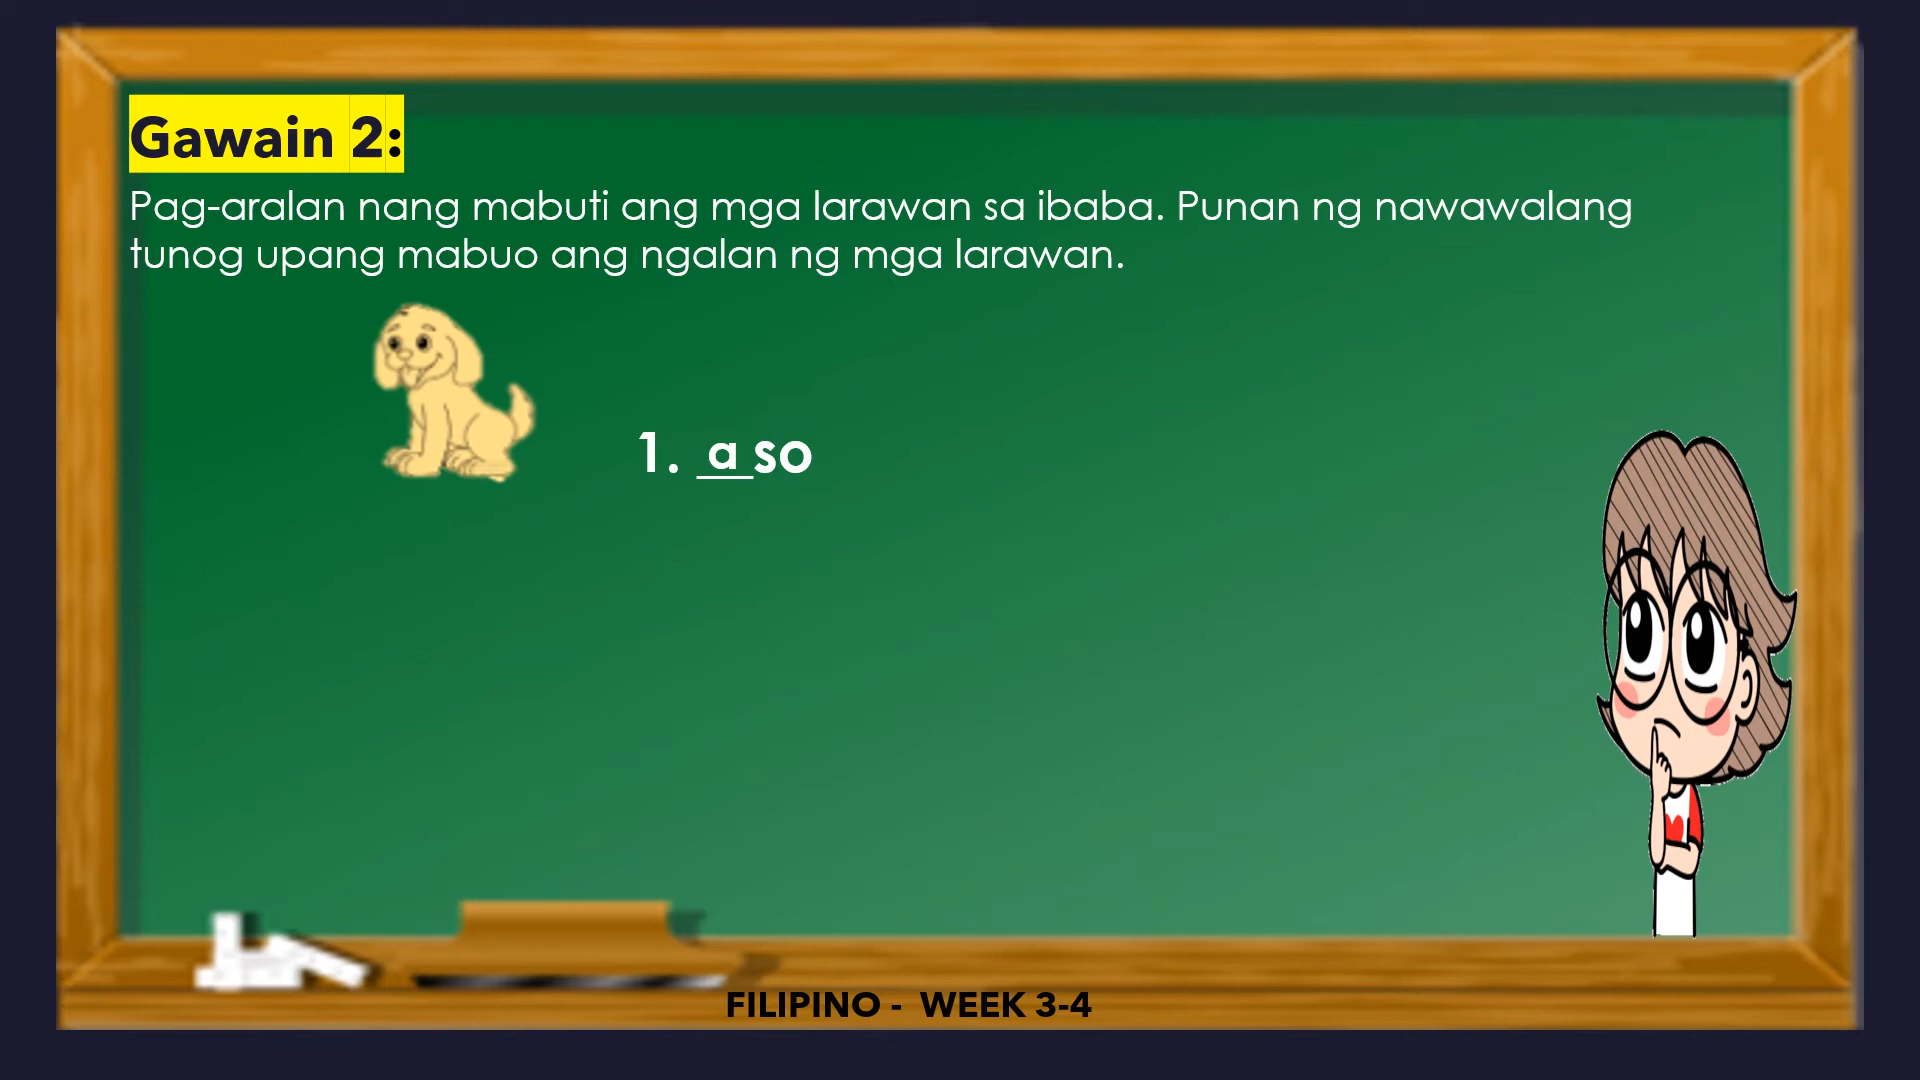 Gawain 2:
Pag-aralan nang mabuti ang mga larawan sa ibaba. Punan ng nawawalang
tunog upang mabuo ang ngalan ng mga larawan.
1. _a_so
FILIPINO - WEEK 3-4